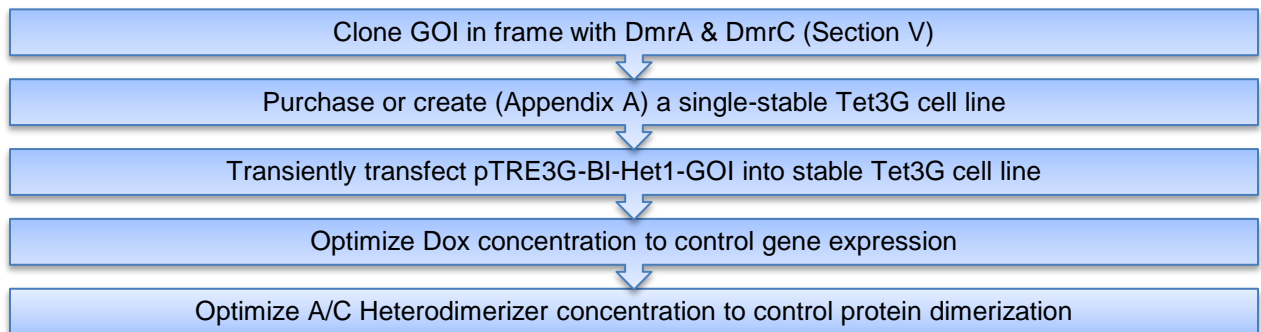 Clone GOI in frame with DmrA & DmrC (Section V)
Purchase or create (Appendix A) a single-stable Tet3G cell line
Transiently transfect pTRE3G-BI-Het1-GOI into stable Tet3G cell line
Optimize Dox concentration to control gene expression
Optimize A/C Heterodimerizer concentration to control protein dimerization